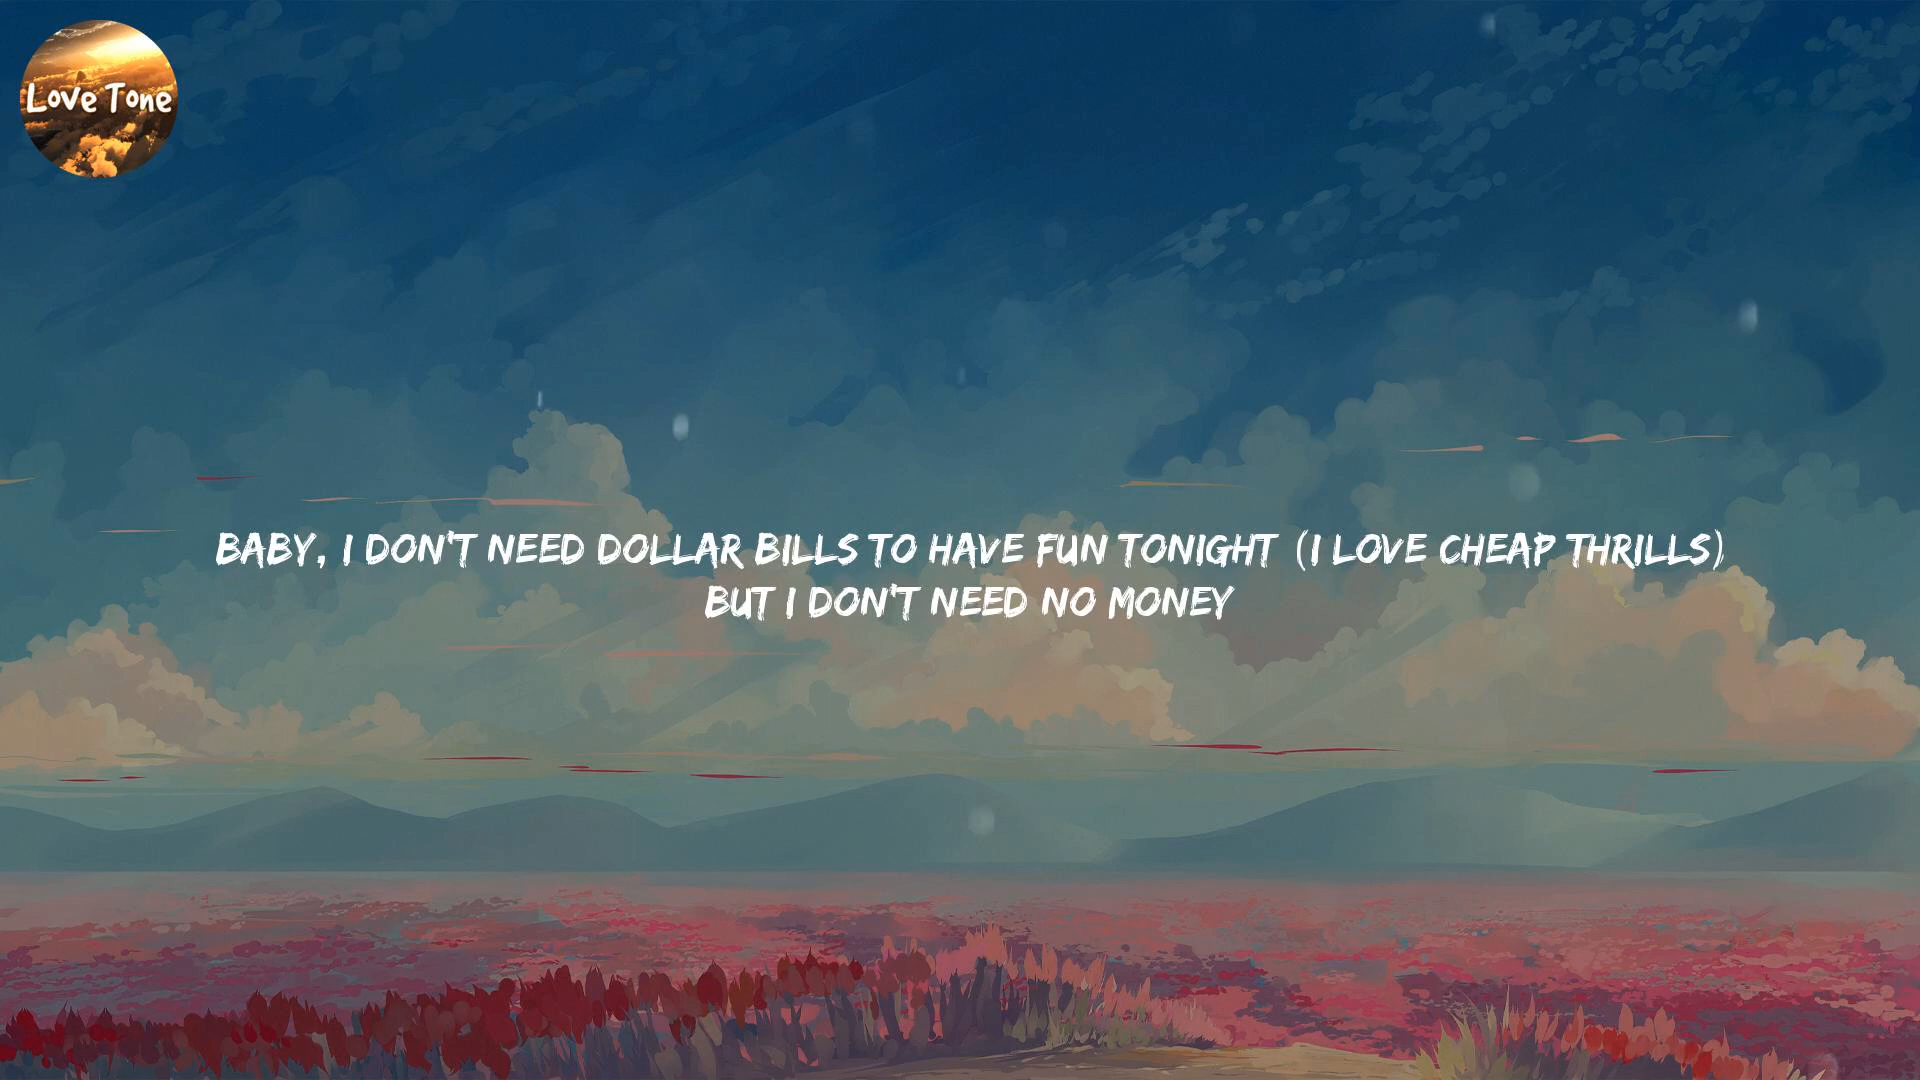 Love Tone
BABY, I DON'T NEED DOLLAR BILLS TO HAVE FUN TONIGHT (I LOVE CHEAP THRILLS)
BUT I DON'T NEED NO MONEY